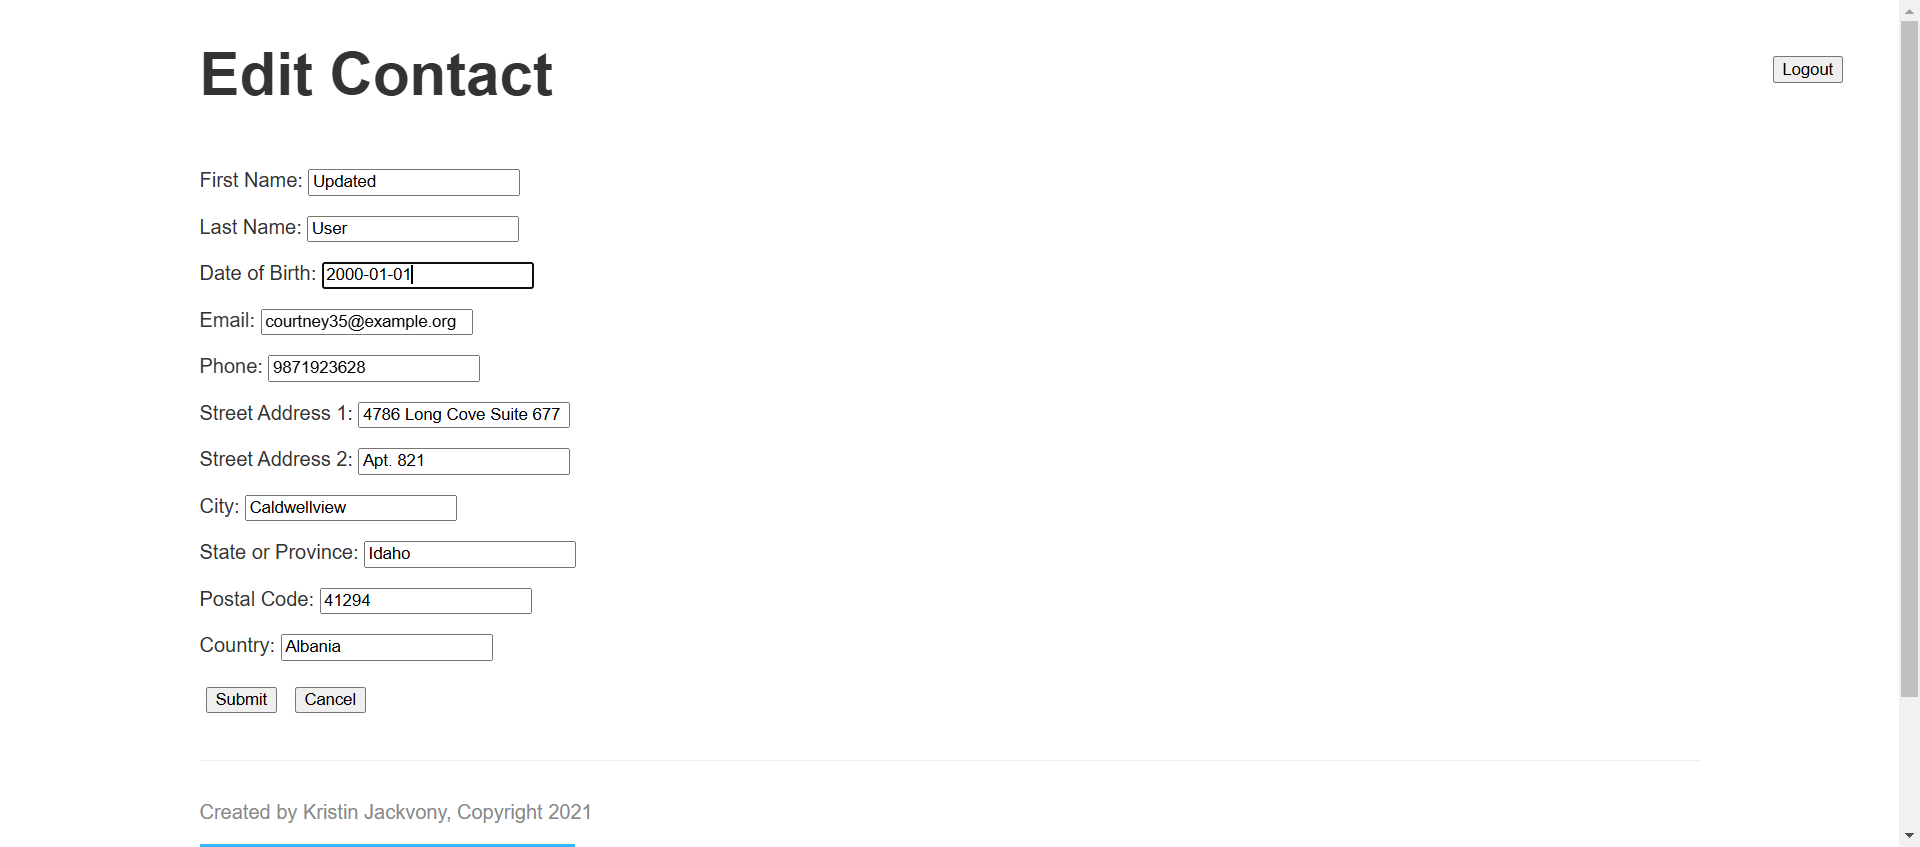 Edit Contact
Logout
First Name: Updated
Last Name: User
Date of Birth: 2000-01-01
Email: courtney35@example.org
Phone: 9871923628
Street Address 1: 4786 Long Cove Suite 677
Street Address 2: Apt. 821
City: Caldwellview
State or Province: Idaho
Postal Code: 41294
Country: Albania
Submit Cancel
Created by Kristin Jackvony, Copyright 2021